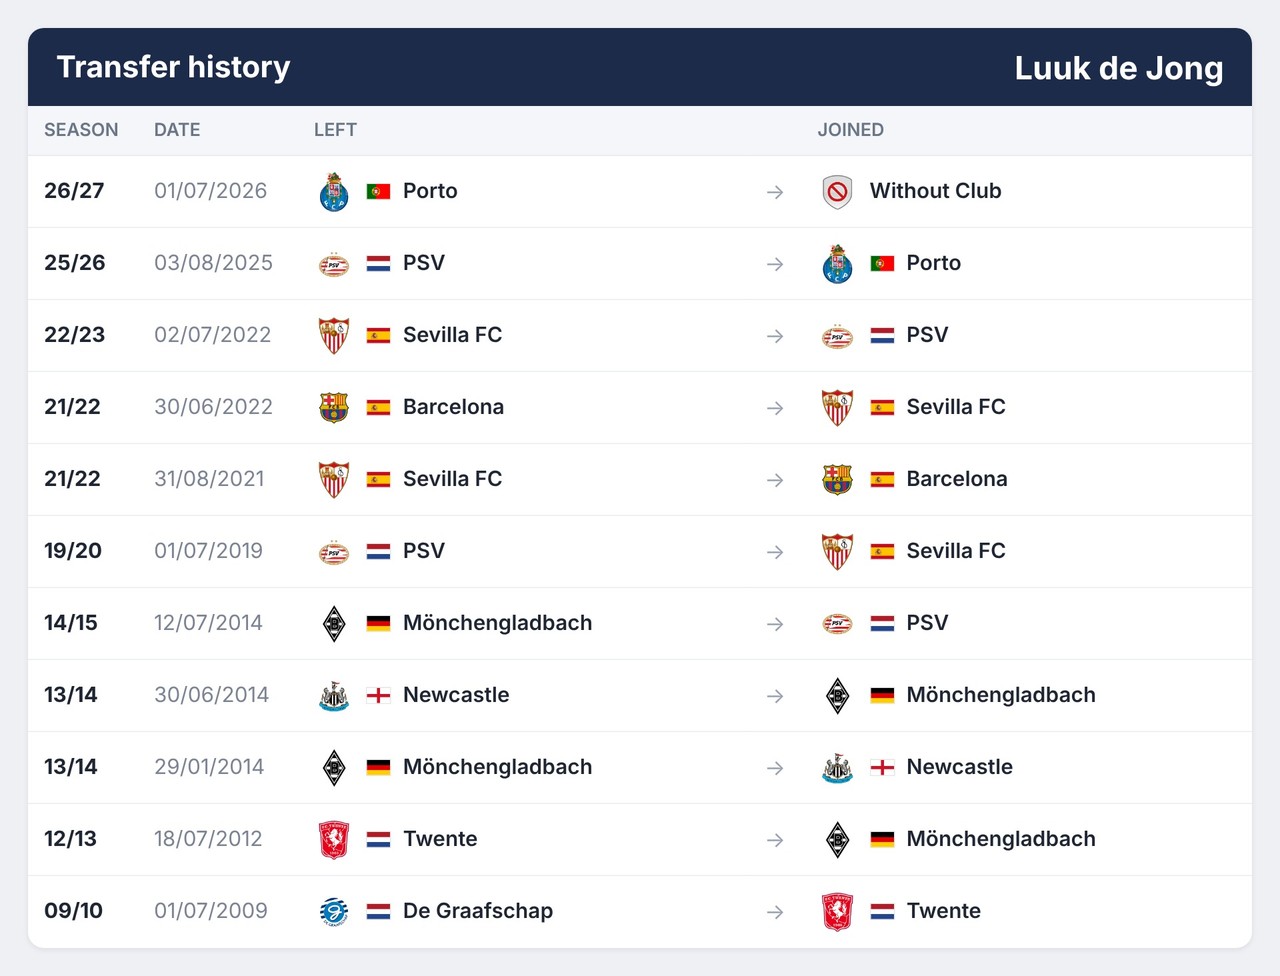 Transfer history Luuk de Jong
SEASON DATE LEFT JOINED
26/27 01/07/2026 Porto → Without Club
25/26 03/08/2025 PSV → Porto
22/23 02/07/2022 Sevilla FC → PSV
21/22 30/06/2022 Barcelona → Sevilla FC
21/22 31/08/2021 Sevilla FC → Barcelona
19/20 01/07/2019 PSV → Sevilla FC
14/15 12/07/2014 Mönchengladbach → PSV
13/14 30/06/2014 Newcastle → Mönchengladbach
13/14 29/01/2014 Mönchengladbach → Newcastle
12/13 18/07/2012 Twente → Mönchengladbach
09/10 01/07/2009 De Graafschap → Twente